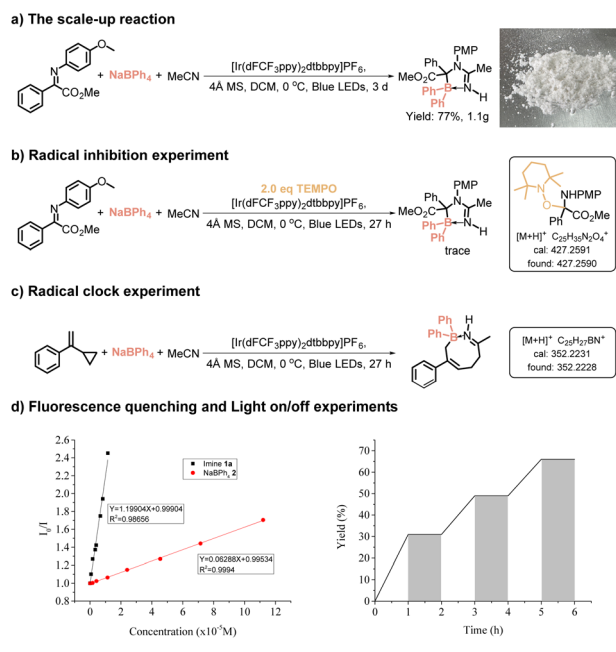 a) The scale-up reaction
N
O
Ph
CO2Me
+ NaBPh4 + MeCN
[Ir(dFCF3ppy)2dtbbpy]PF6,
4Å MS, DCM, 0 °C, Blue LEDs, 3 d
Ph
PMP
N
Me
MeO2C
Ph
Ph
B
N
H
Yield: 77%, 1.1g
b) Radical inhibition experiment
N
O
CO2Me
+ NaBPh4 + MeCN
2.0 eq TEMPO
[Ir(dFCF3ppy)2dtbbpy]PF6,
4Å MS, DCM, 0 °C, Blue LEDs, 27 h
Ph
PMP
N
Me
MeO2C
Ph
Ph
B
N
H
trace
N
O
NHPMP
Ph
CO2Me
[M+H]+ C25H35N2O4+
cal: 427.2591
found: 427.2590
c) Radical clock experiment
+ NaBPh4 + MeCN
[Ir(dFCF3ppy)2dtbbpy]PF6,
4Å MS, DCM, 0 °C, Blue LEDs, 27 h
Ph
Ph
B
N
H
[M+H]+ C25H27BN+
cal: 352.2231
found: 352.2228
d) Fluorescence quenching and Light on/off experiments
2.6
2.4
2.2
2.0
1.8
1.6
1.4
1.2
1.0
0.8
I0/I
Imine 1a
NaBPh4 2
Y=1.19904X+0.99904
R2=0.98656
Y=0.06288X+0.99534
R2=0.9994
0 2 4 6 8 10 12
Concentration (x10-5M)
70
60
50
40
30
20
10
0
Yield (%)
0 1 2 3 4 5 6
Time (h)